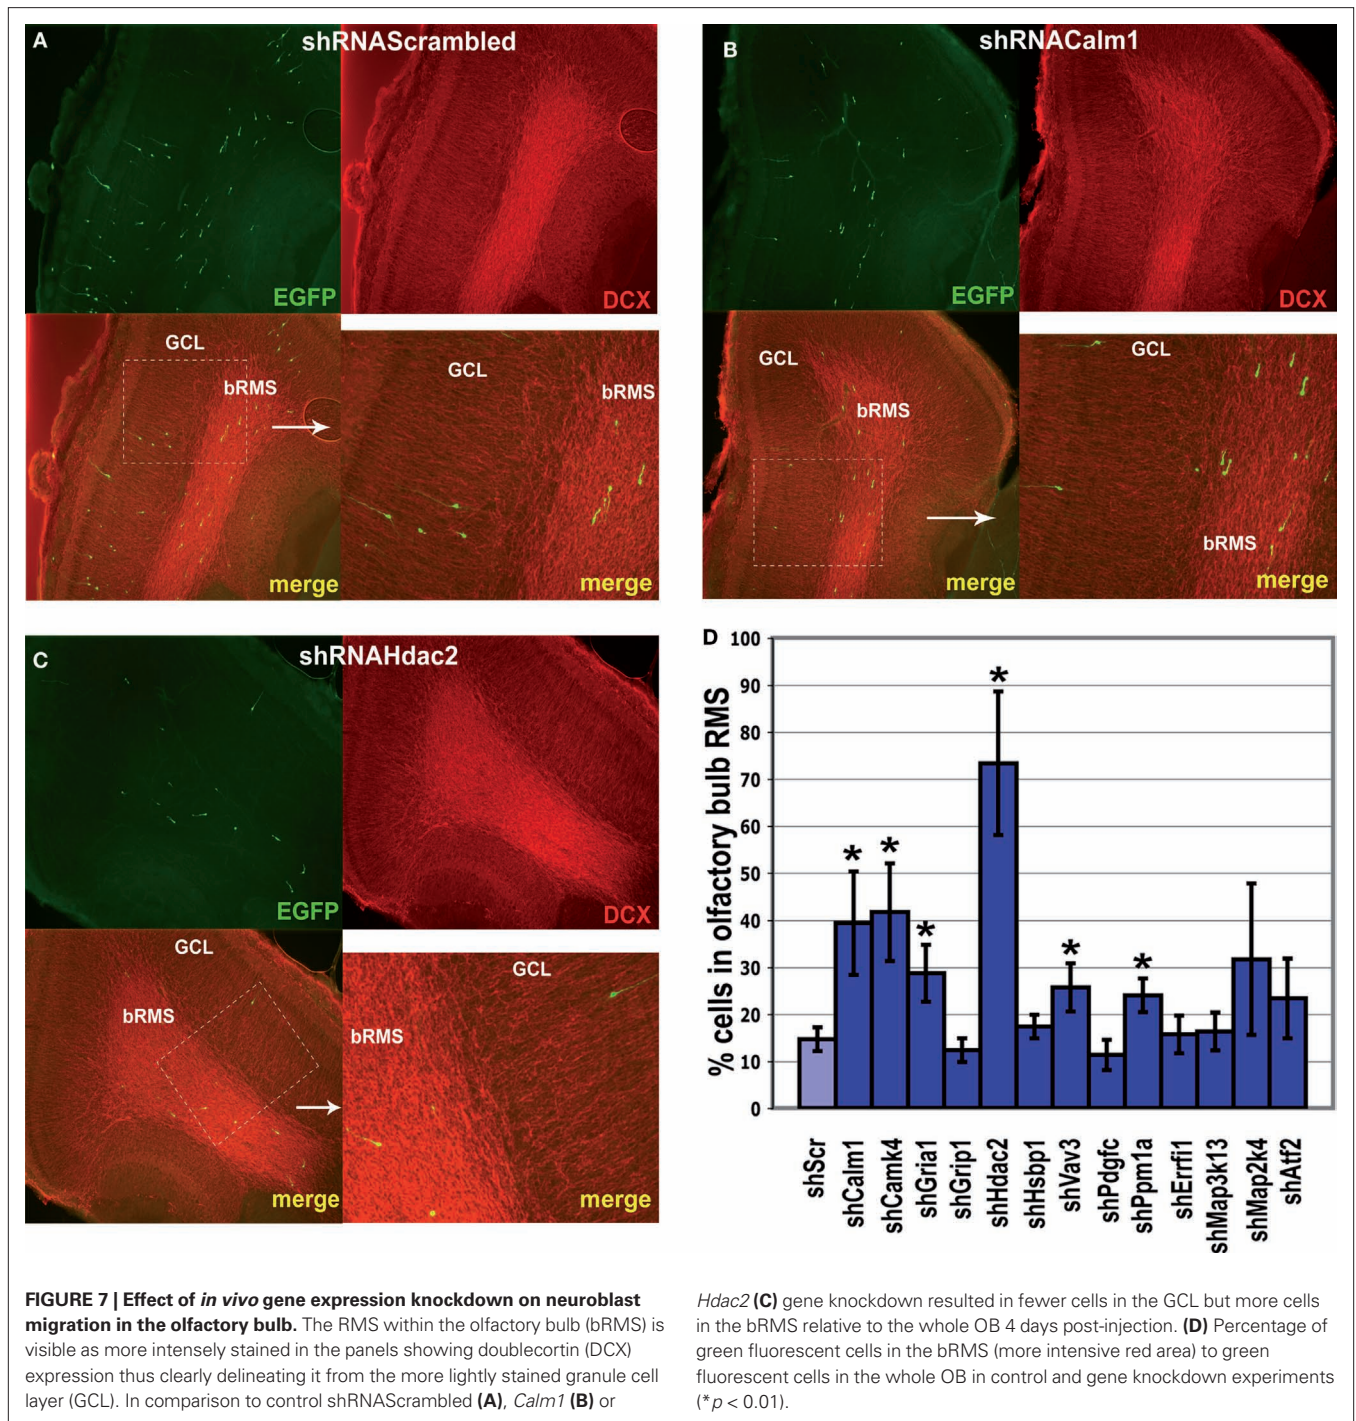 A
shRNAScrambled
EGFP
DCX
GCL
bRMS
merge
GCL
bRMS
merge
B
shRNACalm1
EGFP
DCX
GCL
bRMS
merge
GCL
bRMS
merge
C
shRNAHdac2
EGFP
DCX
GCL
bRMS
merge
GCL
bRMS
merge
D
% cells in olfactory bulb RMS
100
90
80
70
60
50
40
30
20
10
0
* * * * * *
shScr
shCalm1
shCamk4
shGria1
shGrip1
shHdac2
shHsbp1
shVav3
shPdgfc
shPpm1a
shErrfi1
shMap3k13
shMap2k4
shAtf2
FIGURE 7 | Effect of in vivo gene expression knockdown on neuroblast
migration in the olfactory bulb. The RMS within the olfactory bulb (bRMS) is
visible as more intensely stained in the panels showing doublecortin (DCX)
expression thus clearly delineating it from the more lightly stained granule cell
layer (GCL). In comparison to control shRNAScrambled (A), Calm1 (B) or
Hdac2 (C) gene knockdown resulted in fewer cells in the GCL but more cells
in the bRMS relative to the whole OB 4 days post-injection. (D) Percentage of
green fluorescent cells in the bRMS (more intensive red area) to green
fluorescent cells in the whole OB in control and gene knockdown experiments
(*p < 0.01).